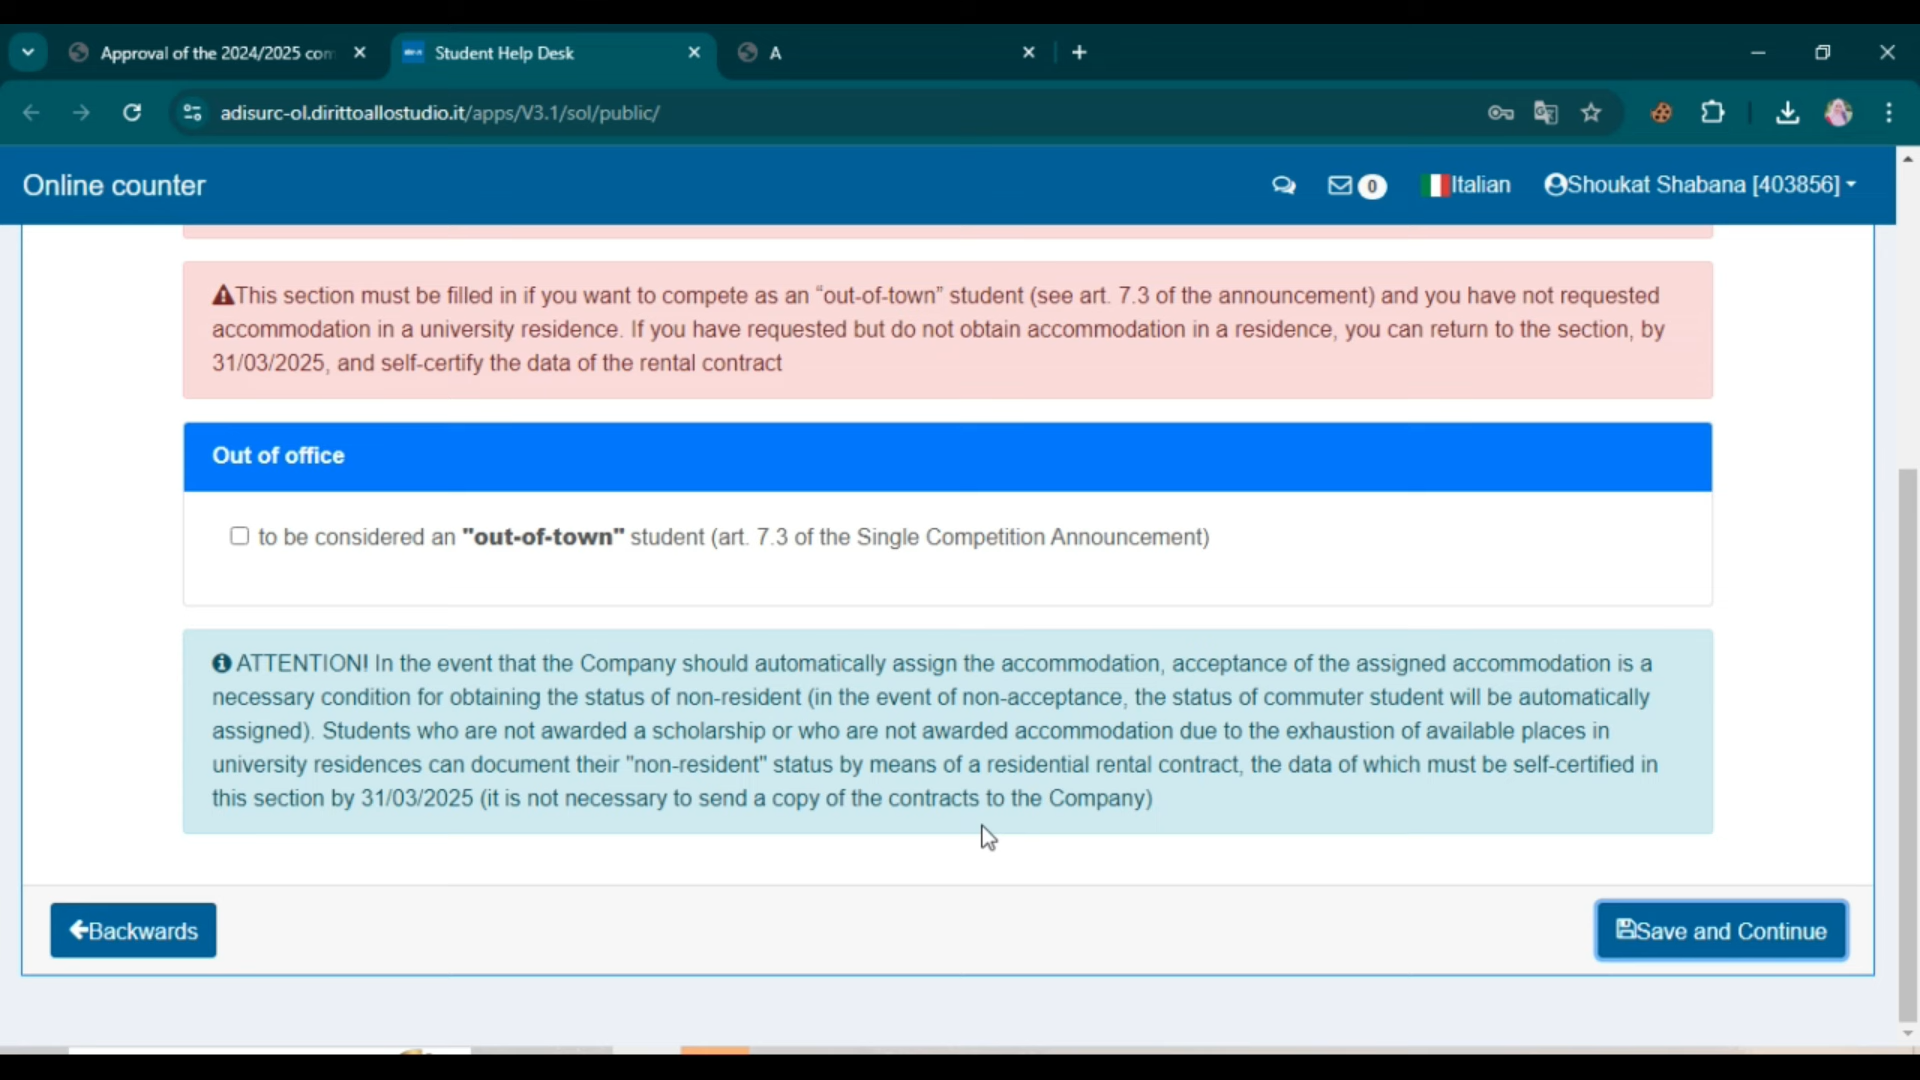 Approval of the 2024/2025 com
Student Help Desk
A
adisurc-ol.dirittoallostudio.it/apps/V3.1/sol/public/
Online counter
0
Italian
Shoukat Shabana [403856]
This section must be filled in if you want to compete as an “out-of-town” student (see art. 7.3 of the announcement) and you have not requested
accommodation in a university residence. If you have requested but do not obtain accommodation in a residence, you can return to the section, by
31/03/2025, and self-certify the data of the rental contract
Out of office
to be considered an "out-of-town" student (art. 7.3 of the Single Competition Announcement)
ATTENTION! In the event that the Company should automatically assign the accommodation, acceptance of the assigned accommodation is a
necessary condition for obtaining the status of non-resident (in the event of non-acceptance, the status of commuter student will be automatically
assigned). Students who are not awarded a scholarship or who are not awarded accommodation due to the exhaustion of available places in
university residences can document their "non-resident" status by means of a residential rental contract, the data of which must be self-certified in
this section by 31/03/2025 (it is not necessary to send a copy of the contracts to the Company)
Backwards
Save and Continue